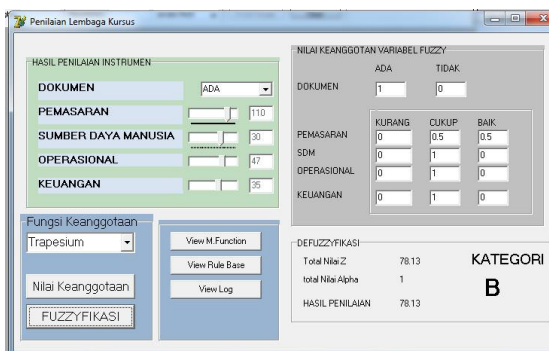 Penilaian Lembaga Kursus
HASIL PENILAIAN INSTRUMEN
DOKUMEN ADA
PEMASARAN 110
SUMBER DAYA MANUSIA 30
OPERASIONAL 47
KEUANGAN 35
Fungsi Keanggotaan
Trapesium
Nilai Keanggotaan
FUZZYFIKASI
View M.Function
View Rule Base
View Log
NILAI KEANGGOTAN VARIABEL FUZZY
ADA TIDAK
DOKUMEN 1 0
KURANG CUKUP BAIK
PEMASARAN 0 0.5 0.5
SDM 0 1 0
OPERASIONAL 0 1 0
KEUANGAN 0 1 0
DEFUZZYFIKASI
Total Nilai Z 78.13
total Nilai Alpha 1
HASIL PENILAIAN 78.13
KATEGORI
B